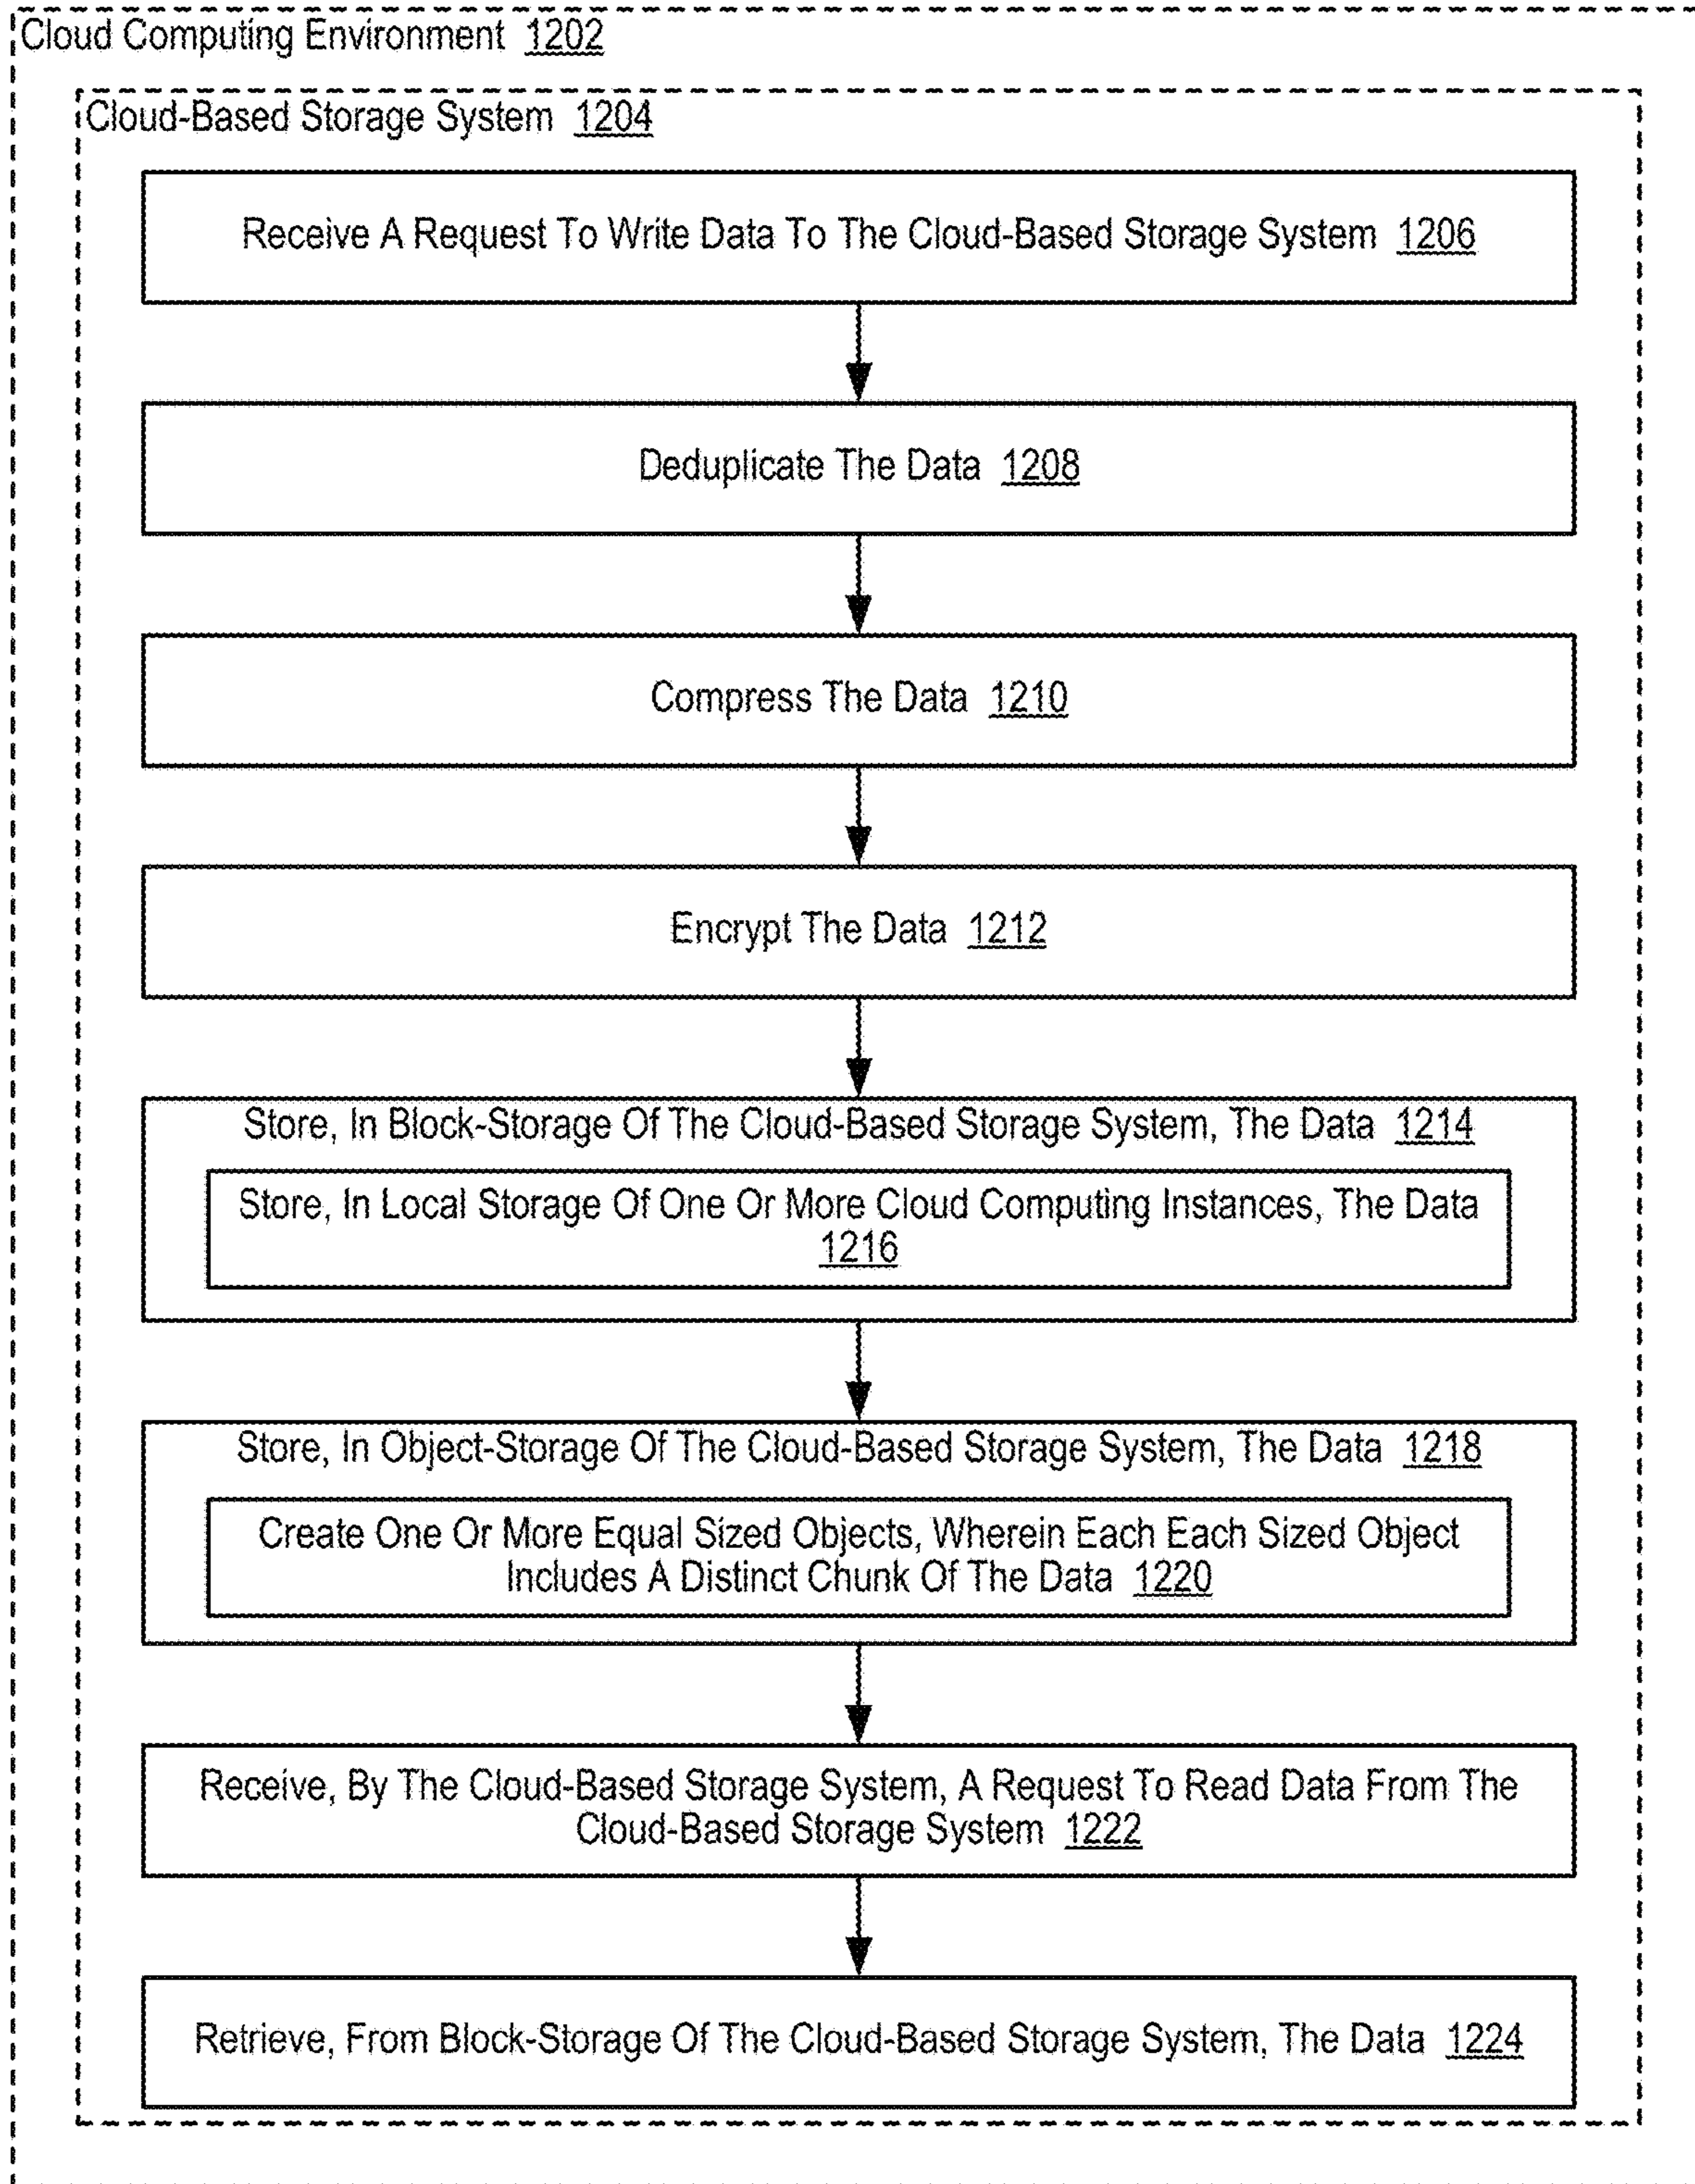 Cloud Computing Environment 1202
Cloud-Based Storage System 1204
Receive A Request To Write Data To The Cloud-Based Storage System 1206
Deduplicate The Data 1208
Compress The Data 1210
Encrypt The Data 1212
Store, In Block-Storage Of The Cloud-Based Storage System, The Data 1214
Store, In Local Storage Of One Or More Cloud Computing Instances, The Data
1216
Store, In Object-Storage Of The Cloud-Based Storage System, The Data 1218
Create One Or More Equal Sized Objects, Wherein Each Each Sized Object
Includes A Distinct Chunk Of The Data 1220
Receive, By The Cloud-Based Storage System, A Request To Read Data From The
Cloud-Based Storage System 1222
Retrieve, From Block-Storage Of The Cloud-Based Storage System, The Data 1224